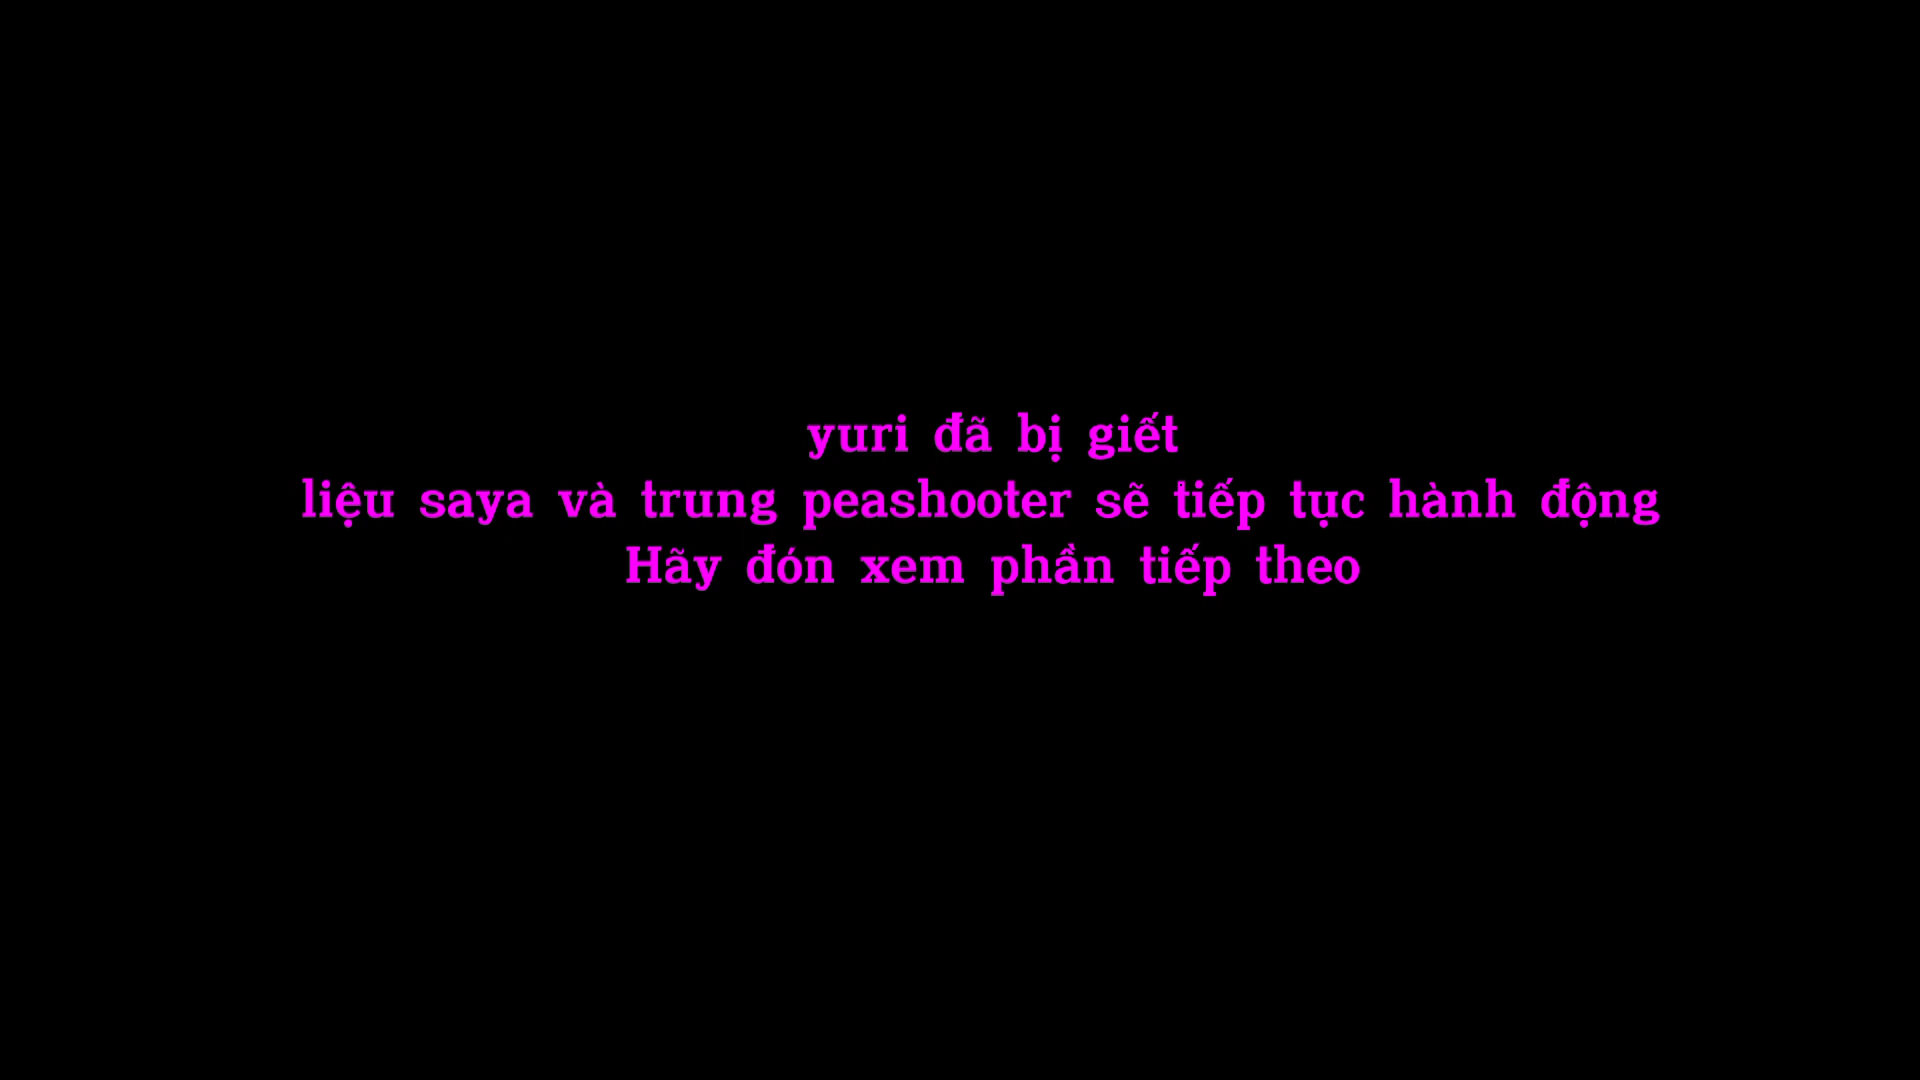 yuri đã bị giết
liệu saya và trung peashooter sẽ tiếp tục hành động
Hãy đón xem phần tiếp theo